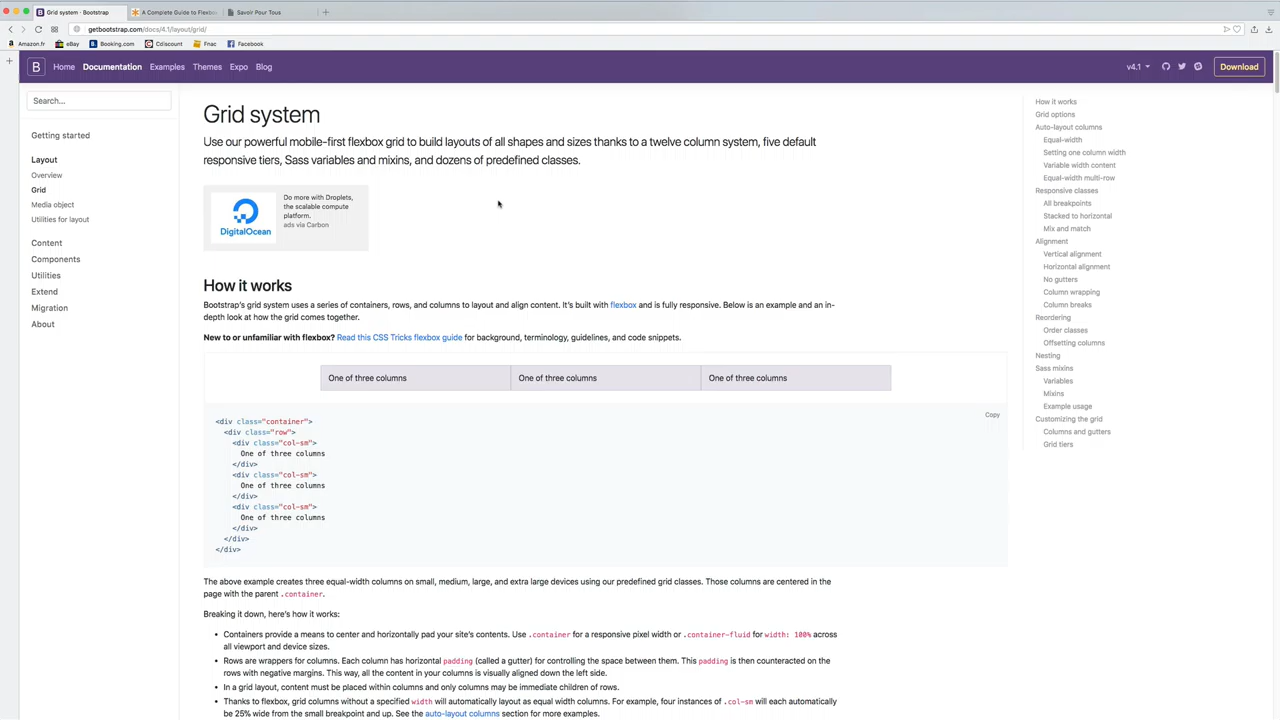 Grid system · Bootstrap
A Complete Guide to Flexbo
Savoir Pour Tous
getbootstrap.com/docs/4.1/layout/grid/
Amazon.fr
eBay
Booking.com
Cdiscount
Fnac
Facebook
B
Home
Documentation
Examples
Themes
Expo
Blog
v4.1
Download
Search...
Getting started
Layout
Overview
Grid
Media object
Utilities for layout
Content
Components
Utilities
Extend
Migration
About
Grid system
Use our powerful mobile-first flexbox grid to build layouts of all shapes and sizes thanks to a twelve column system, five default
responsive tiers, Sass variables and mixins, and dozens of predefined classes.
DigitalOcean
Do more with Droplets,
the scalable compute
platform.
ads via Carbon
How it works
Bootstrap's grid system uses a series of containers, rows, and columns to layout and align content. It's built with flexbox and is fully responsive. Below is an example and an in-
depth look at how the grid comes together.
New to or unfamiliar with flexbox? Read this CSS Tricks flexbox guide for background, terminology, guidelines, and code snippets.
One of three columns
One of three columns
One of three columns
Copy
<div class="container">
<div class="row">
<div class="col-sm">
One of three columns
</div>
<div class="col-sm">
One of three columns
</div>
<div class="col-sm">
One of three columns
</div>
</div>
</div>
The above example creates three equal-width columns on small, medium, large, and extra large devices using our predefined grid classes. Those columns are centered in the
page with the parent .container.
Breaking it down, here's how it works:
• Containers provide a means to center and horizontally pad your site's contents. Use .container for a responsive pixel width or .container-fluid for width: 100% across
all viewport and device sizes.
• Rows are wrappers for columns. Each column has horizontal padding (called a gutter) for controlling the space between them. This padding is then counteracted on the
rows with negative margins. This way, all the content in your columns is visually aligned down the left side.
• In a grid layout, content must be placed within columns and only columns may be immediate children of rows.
• Thanks to flexbox, grid columns without a specified width will automatically layout as equal width columns. For example, four instances of .col-sm will each automatically
be 25% wide from the small breakpoint and up. See the auto-layout columns section for more examples.
How it works
Grid options
Auto-layout columns
Equal-width
Setting one column width
Variable width content
Equal-width multi-row
Responsive classes
All breakpoints
Stacked to horizontal
Mix and match
Alignment
Vertical alignment
Horizontal alignment
No gutters
Column wrapping
Column breaks
Reordering
Order classes
Offsetting columns
Nesting
Sass mixins
Variables
Mixins
Example usage
Customizing the grid
Columns and gutters
Grid tiers